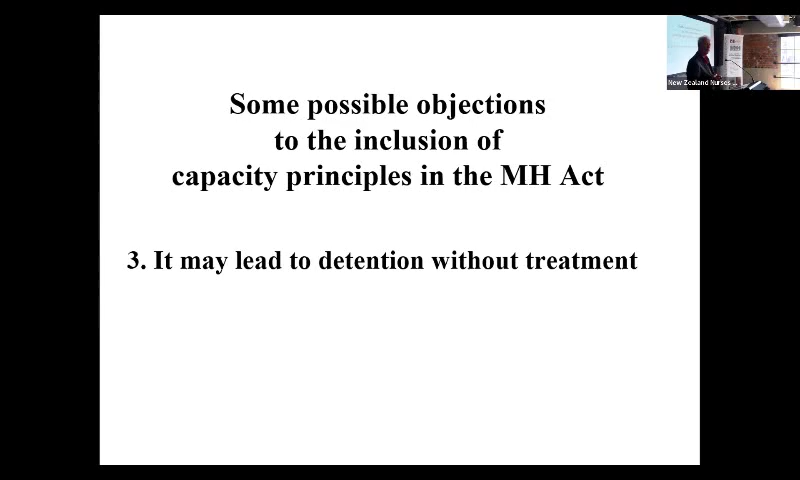 Some possible objections
to the inclusion of
capacity principles in the MH Act
3. It may lead to detention without treatment
New Zealand Nurses ...